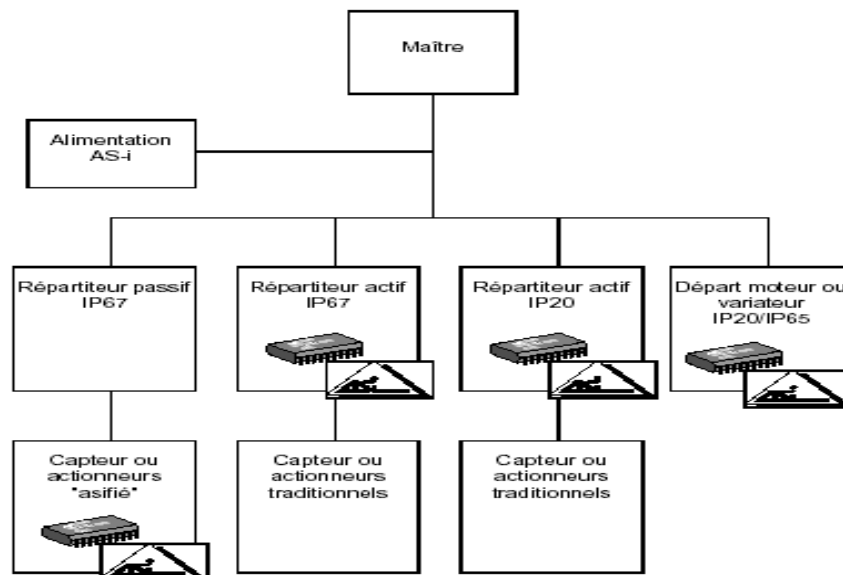 Maître
Alimentation
AS-i
Répartiteur passif
IP67
Répartiteur actif
IP67
Répartiteur actif
IP20
Départ moteur ou
variateur
IP20/IP65
Capteur ou
actionneurs
"asifié"
Capteur ou
actionneurs
traditionnels
Capteur ou
actionneurs
traditionnels